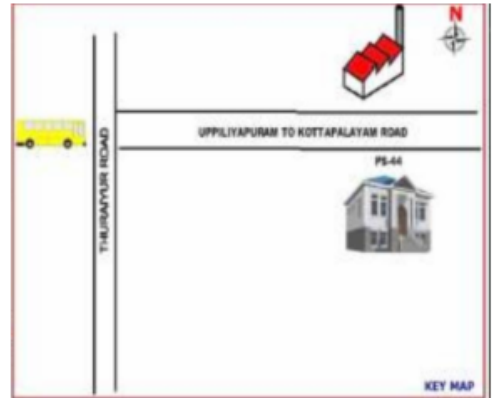 N
UPPILIYAPURAM TO KOTTAPALAYAM ROAD
THURAIYUR ROAD
PS-44
KEY MAP